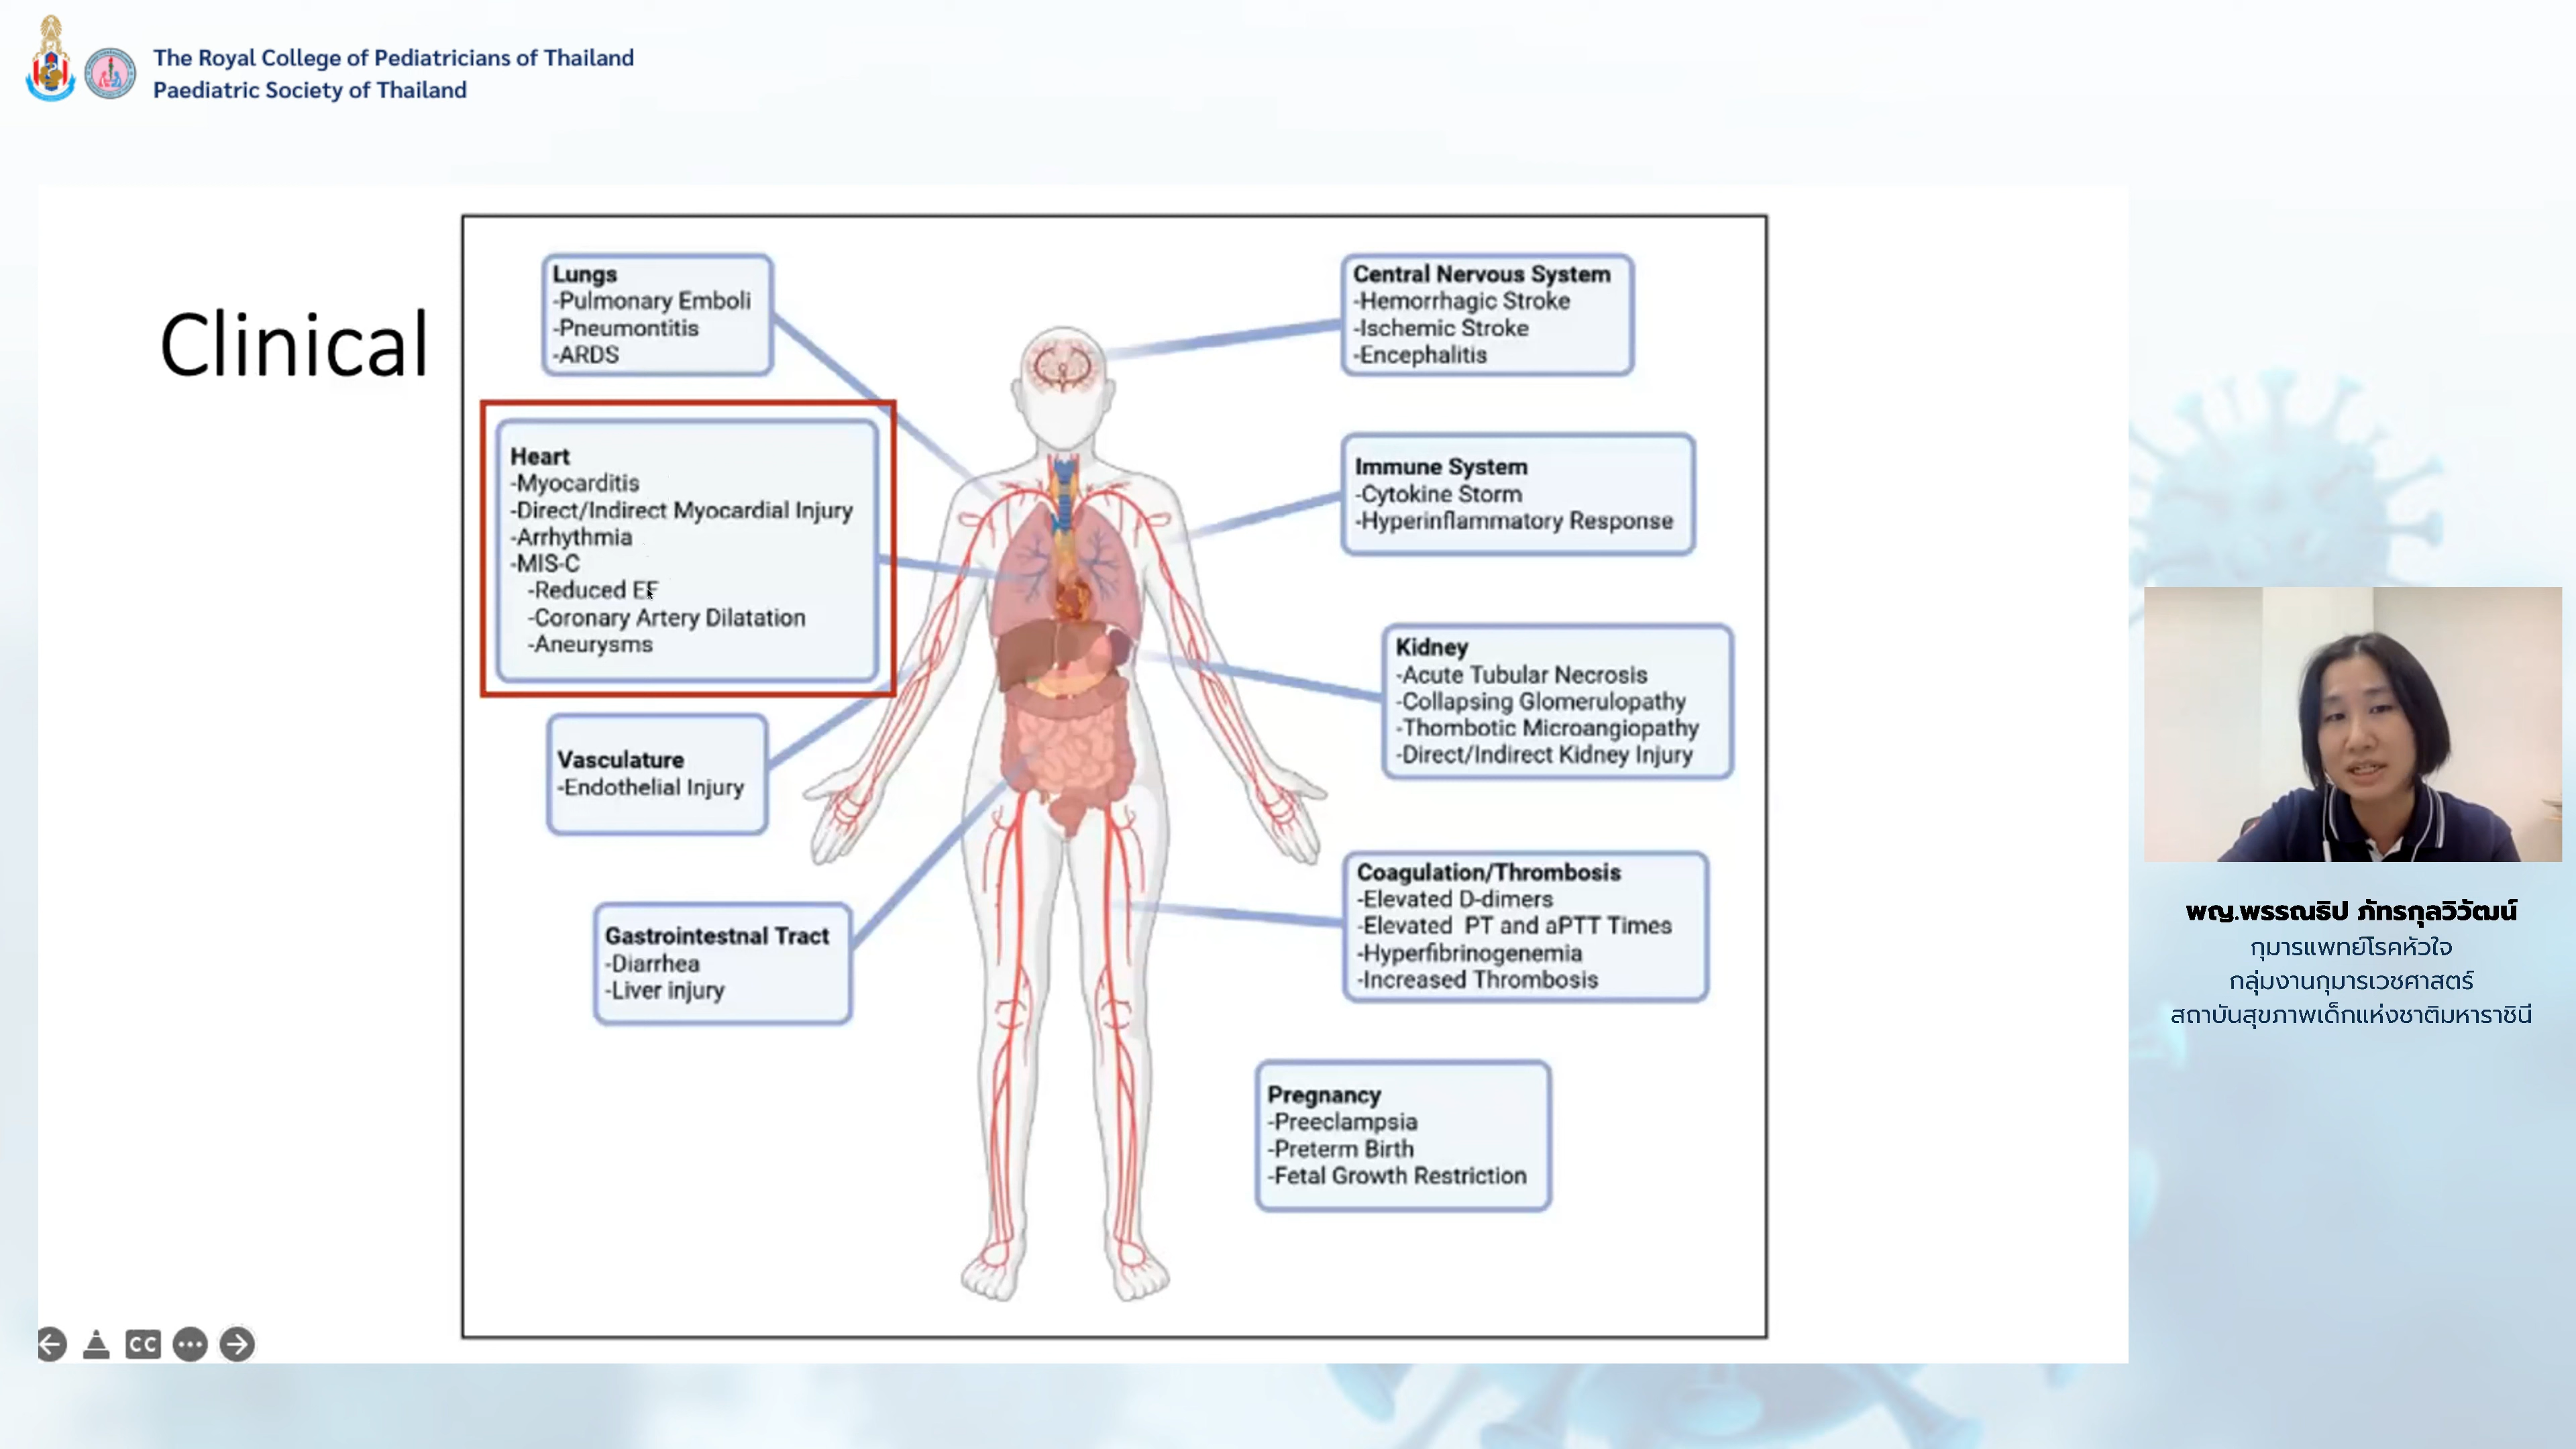 The Royal College of Pediatricians of Thailand
Paediatric Society of Thailand
Clinical
Lungs
-Pulmonary Emboli
-Pneumontitis
-ARDS
Heart
-Myocarditis
-Direct/Indirect Myocardial Injury
-Arrhythmia
-MIS-C
-Reduced EF
-Coronary Artery Dilatation
-Aneurysms
Vasculature
-Endothelial Injury
Gastrointestnal Tract
-Diarrhea
-Liver injury
Central Nervous System
-Hemorrhagic Stroke
-Ischemic Stroke
-Encephalitis
Immune System
-Cytokine Storm
-Hyperinflammatory Response
Kidney
-Acute Tubular Necrosis
-Collapsing Glomerulopathy
-Thombotic Microangiopathy
-Direct/Indirect Kidney Injury
Coagulation/Thrombosis
-Elevated D-dimers
-Elevated PT and aPTT Times
-Hyperfibrinogenemia
-Increased Thrombosis
Pregnancy
-Preeclampsia
-Preterm Birth
-Fetal Growth Restriction
พญ.พรรณธิป ภัทรกุลวิวัฒน์
กุมารแพทย์โรคหัวใจ
กลุ่มงานกุมารเวชศาสตร์
สถาบันสุขภาพเด็กแห่งชาติมหาราชินี
CC